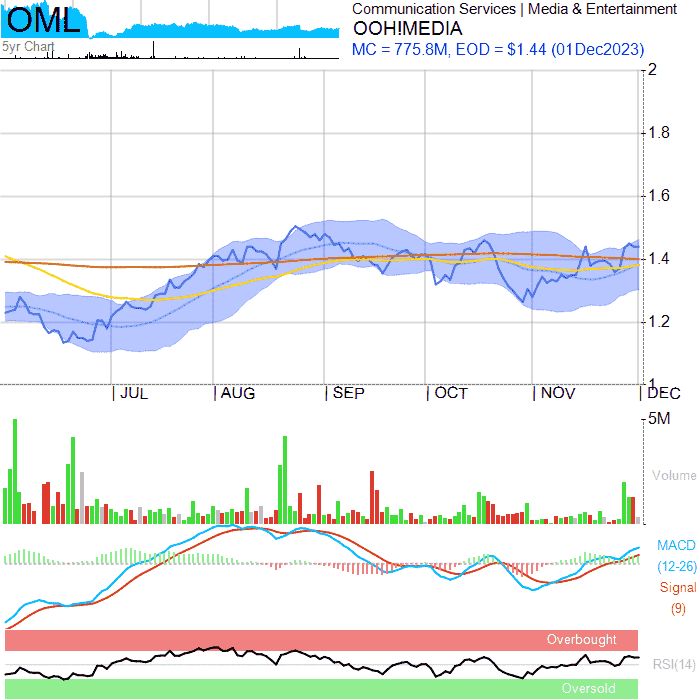 OML
5yr Chart
Communication Services | Media & Entertainment
OOH!MEDIA
MC = 775.8M, EOD = $1.44 (01Dec2023)
2
1.8
1.6
1.4
1.2
1
JUL
AUG
SEP
OCT
NOV
DEC
5M
Volume
MACD
(12-26)
Signal
(9)
Overbought
RSI(14)
Oversold